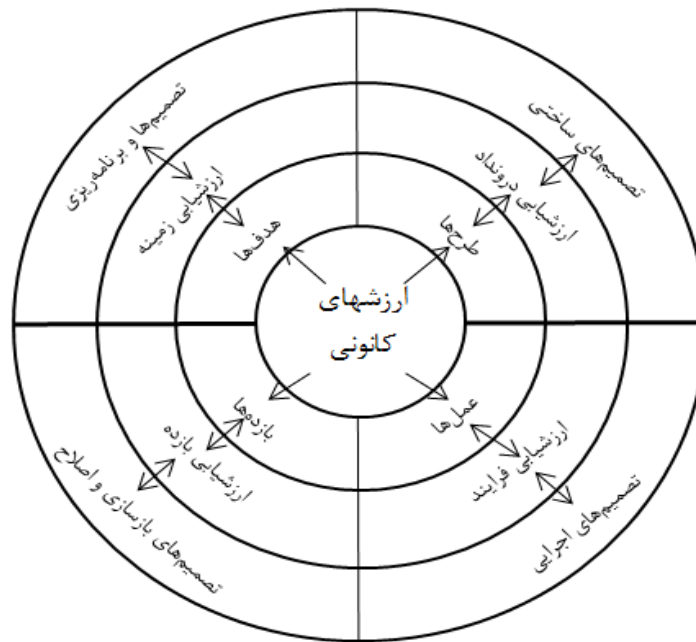 تصمیم‌های ساختی
تصمیم‌ها و برنامه‌ریزی
ارزشیابی درونداد
ارزشیابی زمینه
طرح‌ها
هدف‌ها
ارزشهای
کانونی
عمل‌ها
بازده‌ها
ارزشیابی فرایند
ارزشیابی بازده
تصمیم‌های اجرایی
تصمیم‌های بازسازی و اصلاح